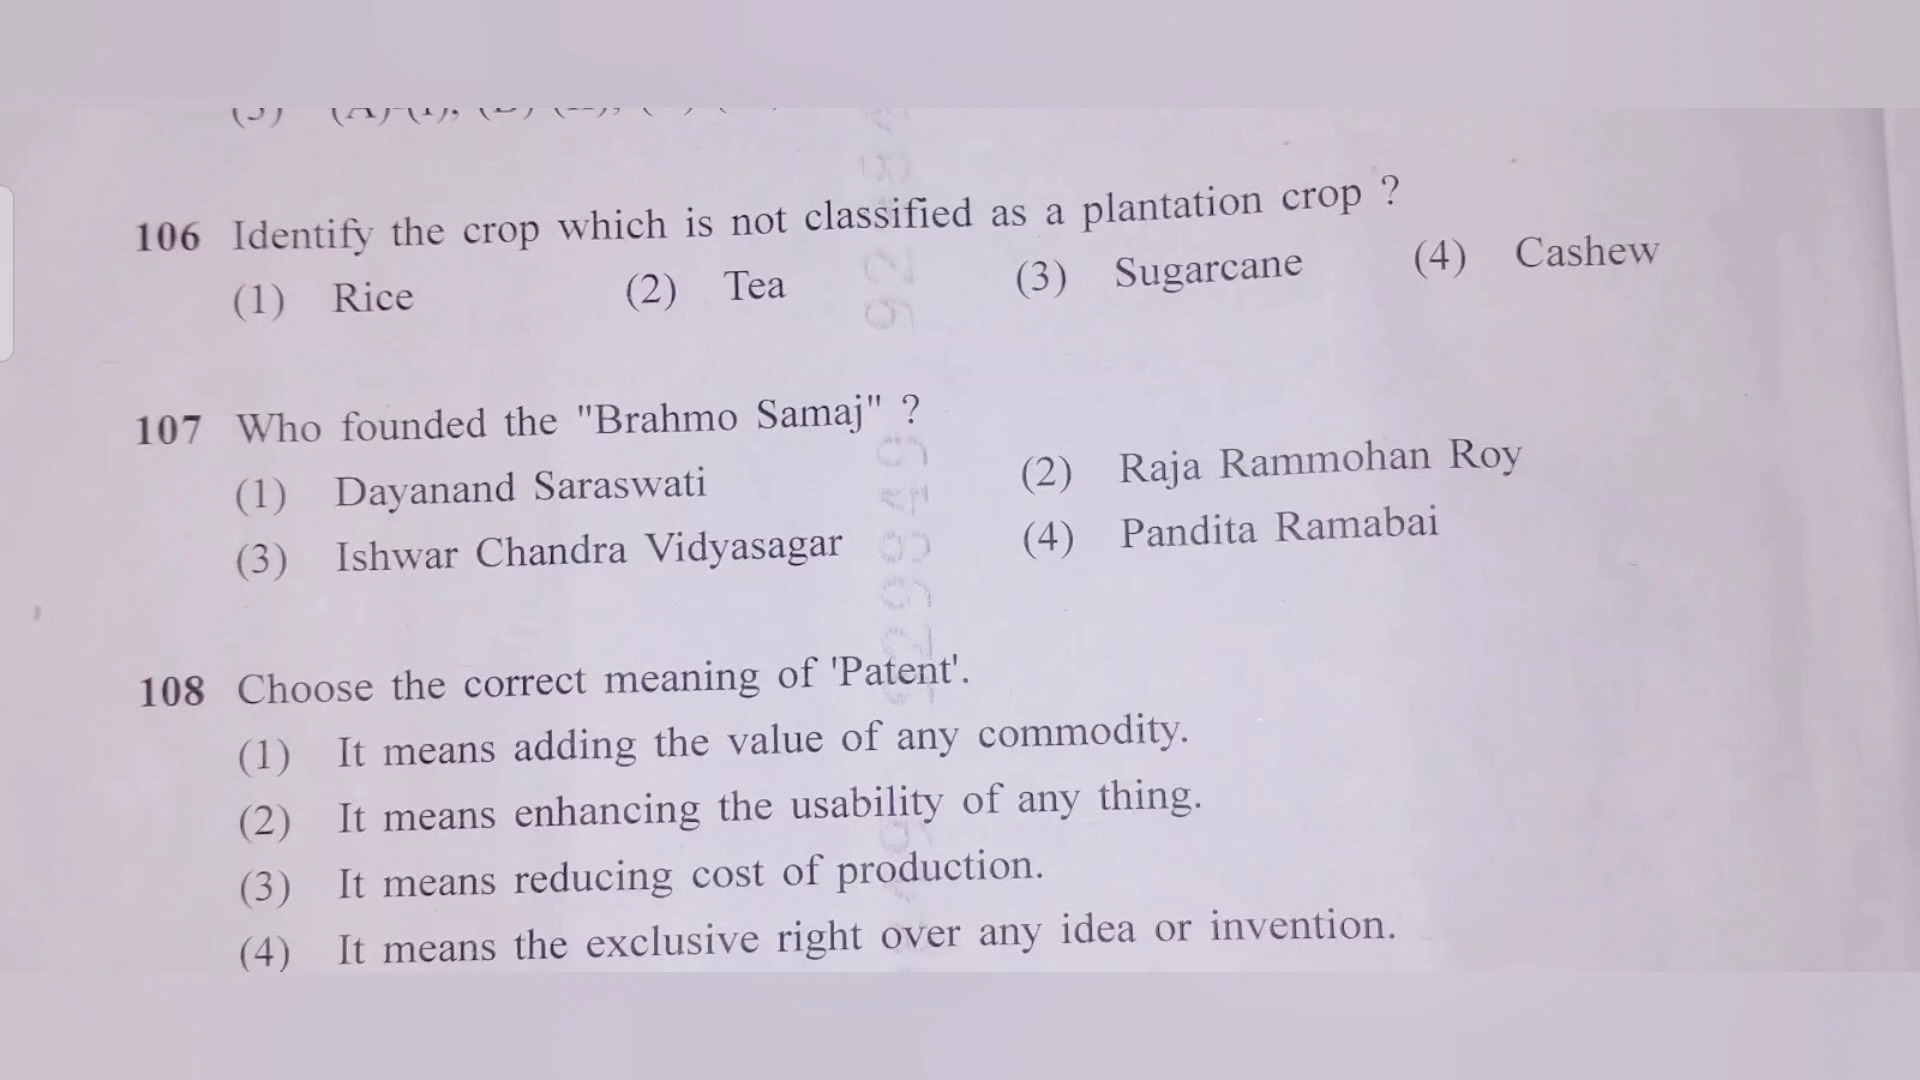 106 Identify the crop which is not classified as a plantation crop ?
(1) Rice (2) Tea (3) Sugarcane (4) Cashew
107 Who founded the "Brahmo Samaj" ?
(1) Dayanand Saraswati (2) Raja Rammohan Roy
(3) Ishwar Chandra Vidyasagar (4) Pandita Ramabai
108 Choose the correct meaning of 'Patent'.
(1) It means adding the value of any commodity.
(2) It means enhancing the usability of any thing.
(3) It means reducing cost of production.
(4) It means the exclusive right over any idea or invention.